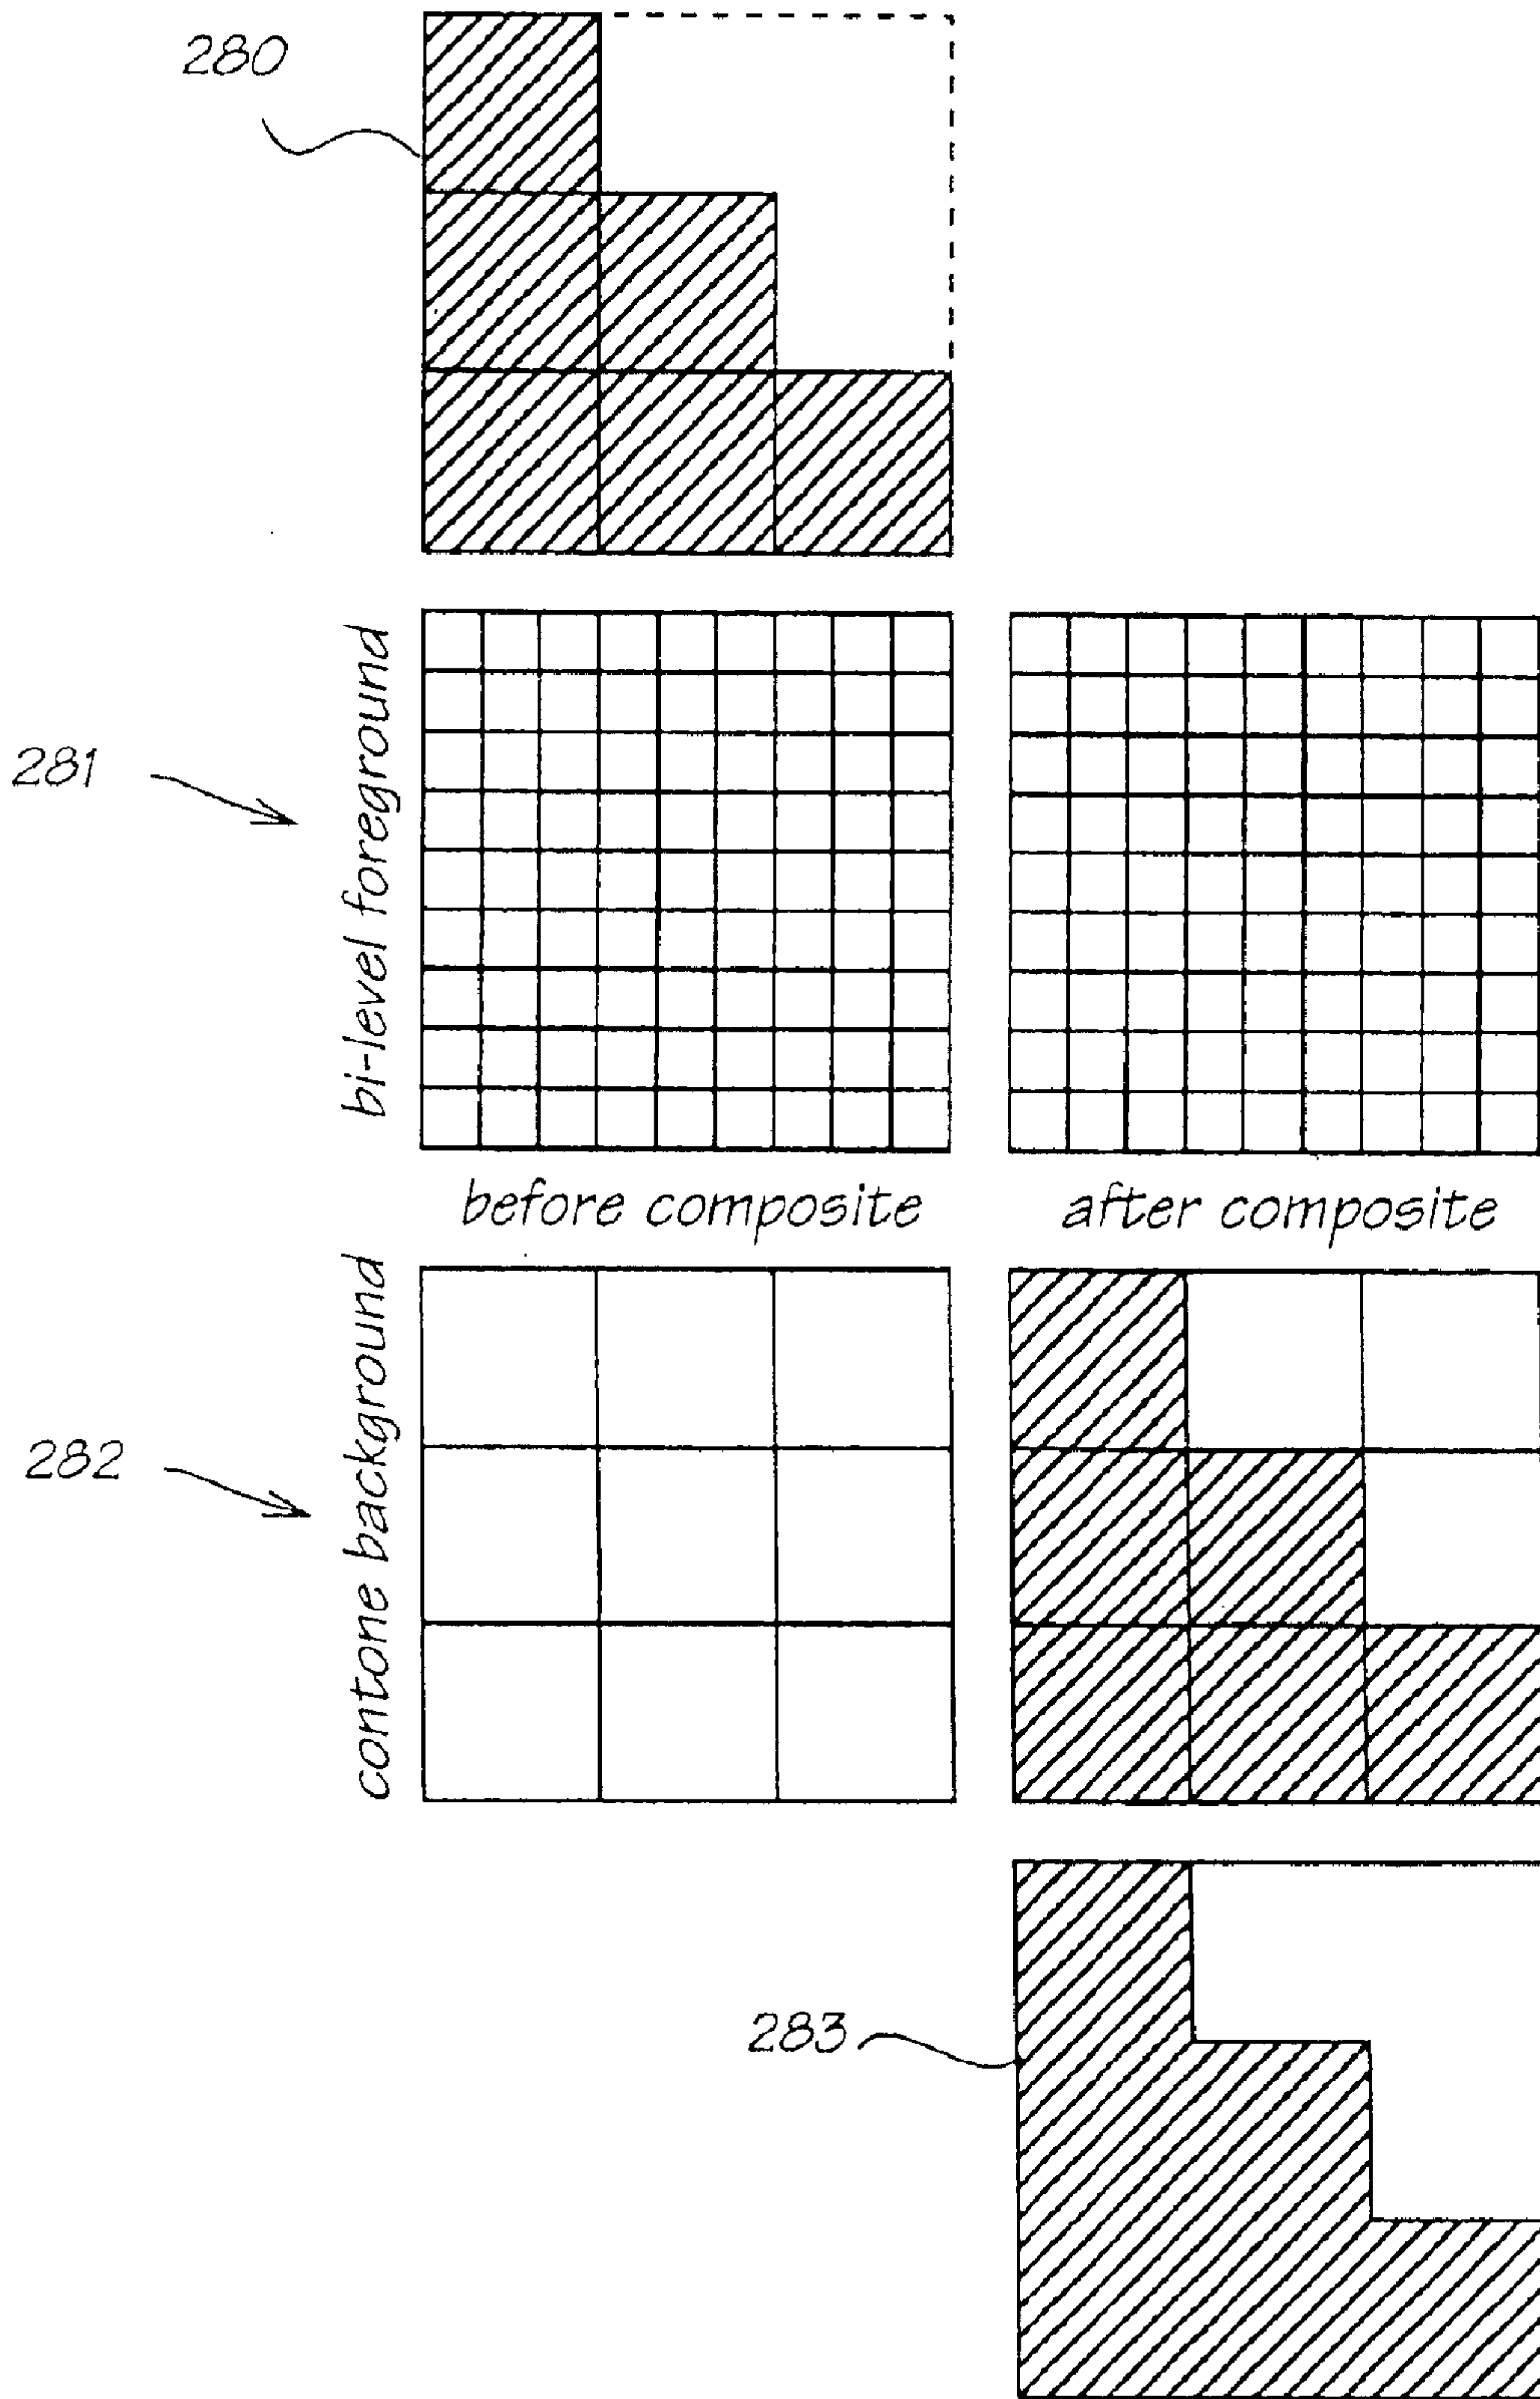 280
281
bi-level foreground
before composite
after composite
282
contone background
283